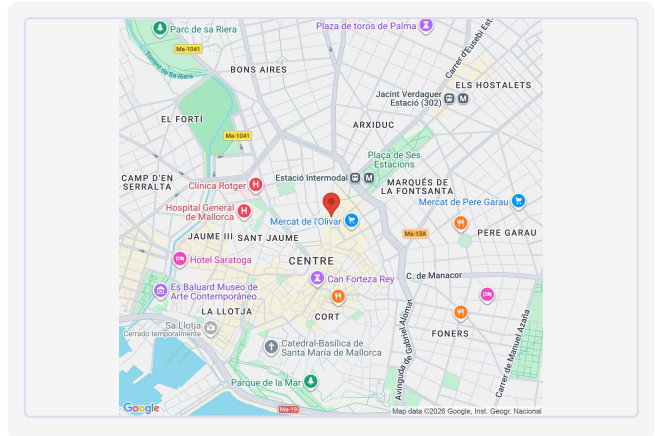 Parc de sa Riera
Plaza de toros de Palma
Ma-1041
Torrent de Sa Riera
BONS AIRES
Carrer d'Eusebi Est.
ELS HOSTALETS
Jacint Verdaguer
Estació (302)
EL FORTÍ
ARXIDUC
Ma-1041
Plaça de Ses
Estacions
CAMP D'EN
SERRALTA
Clínica Rotger
Estació Intermodal
MARQUÉS DE
LA FONTSANTA
Mercat de Pere Garau
Hospital General
de Mallorca
Mercat de l'Olivar
JAUME III
SANT JAUME
Ma-13A
PERE GARAU
Hotel Saratoga
CENTRE
Can Forteza Rey
C. de Manacor
Es Baluard Museo de
Arte Contemporáneo...
LA LLOTJA
CORT
Sa Llotja
Cerrado temporalmente
FONERS
Avinguda de Gabriel Alomar
Carrer de Manuel Azaña
Catedral-Basílica de
Santa María de Mallorca
Parque de la Mar
Google
Ma-19
Map data ©2026 Google, Inst. Geogr. Nacional